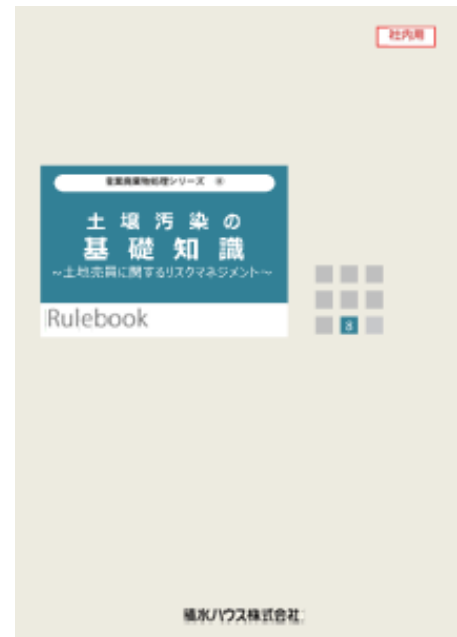 社内用
産業廃棄物処理シリーズ ⑧
土壌汚染の
基礎知識
～土地売買に関するリスクマネジメント～
Rulebook
8
積水ハウス株式会社